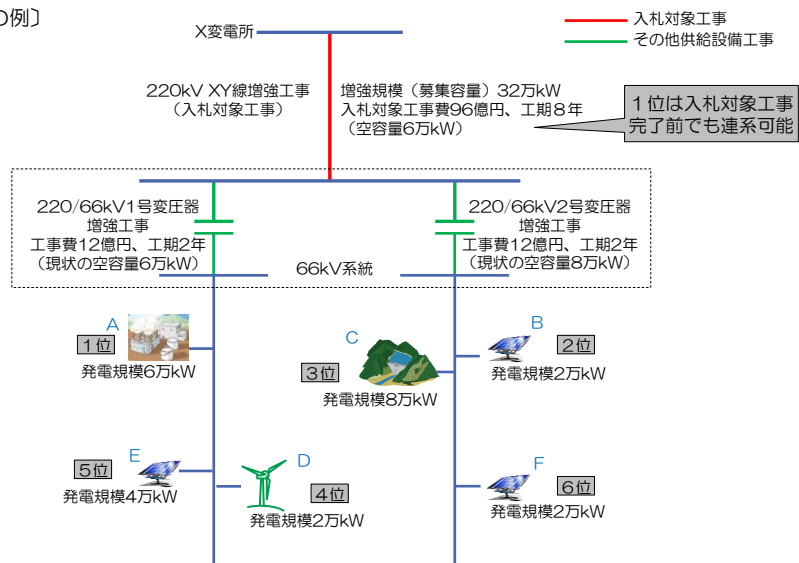 の例〕
X変電所
入札対象工事
その他供給設備工事
220kV XY線増強工事
（入札対象工事）
増強規模（募集容量）32万kW
入札対象工事費96億円、工期８年
（空容量6万kW）
１位は入札対象工事
完了前でも連系可能
220/66kV1号変圧器
増強工事
工事費12億円、工期2年
（現状の空容量6万kW）
220/66kV2号変圧器
増強工事
工事費12億円、工期2年
（現状の空容量8万kW）
66kV系統
A
1位
発電規模6万kW
B
2位
発電規模2万kW
C
3位
発電規模8万kW
E
5位
発電規模4万kW
D
4位
発電規模2万kW
F
6位
発電規模2万kW